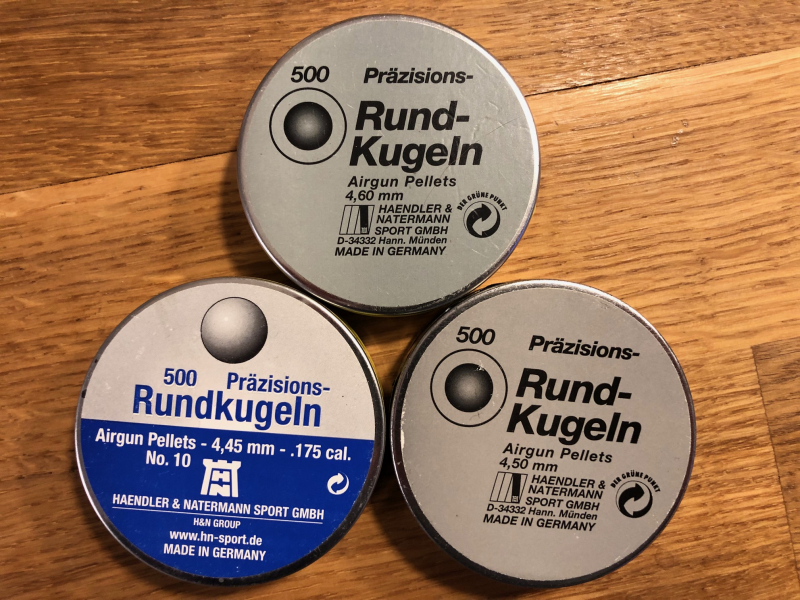 500 Präzisions-
Rund-
Kugeln
Airgun Pellets
4,60 mm
HAENDLER &
NATERMANN
SPORT GMBH
D-34332 Hann. Münden
MADE IN GERMANY
DER GRÜNE PUNKT
500 Präzisions-
Rundkugeln
Airgun Pellets - 4,45 mm - .175 cal.
No. 10
HN
HAENDLER & NATERMANN SPORT GMBH
H&N GROUP
www.hn-sport.de
MADE IN GERMANY
500 Präzisions-
Rund-
Kugeln
Airgun Pellets
4,50 mm
HAENDLER &
NATERMANN
SPORT GMBH
D-34332 Hann. Münden
MADE IN GERMANY
DER GRÜNE PUNKT